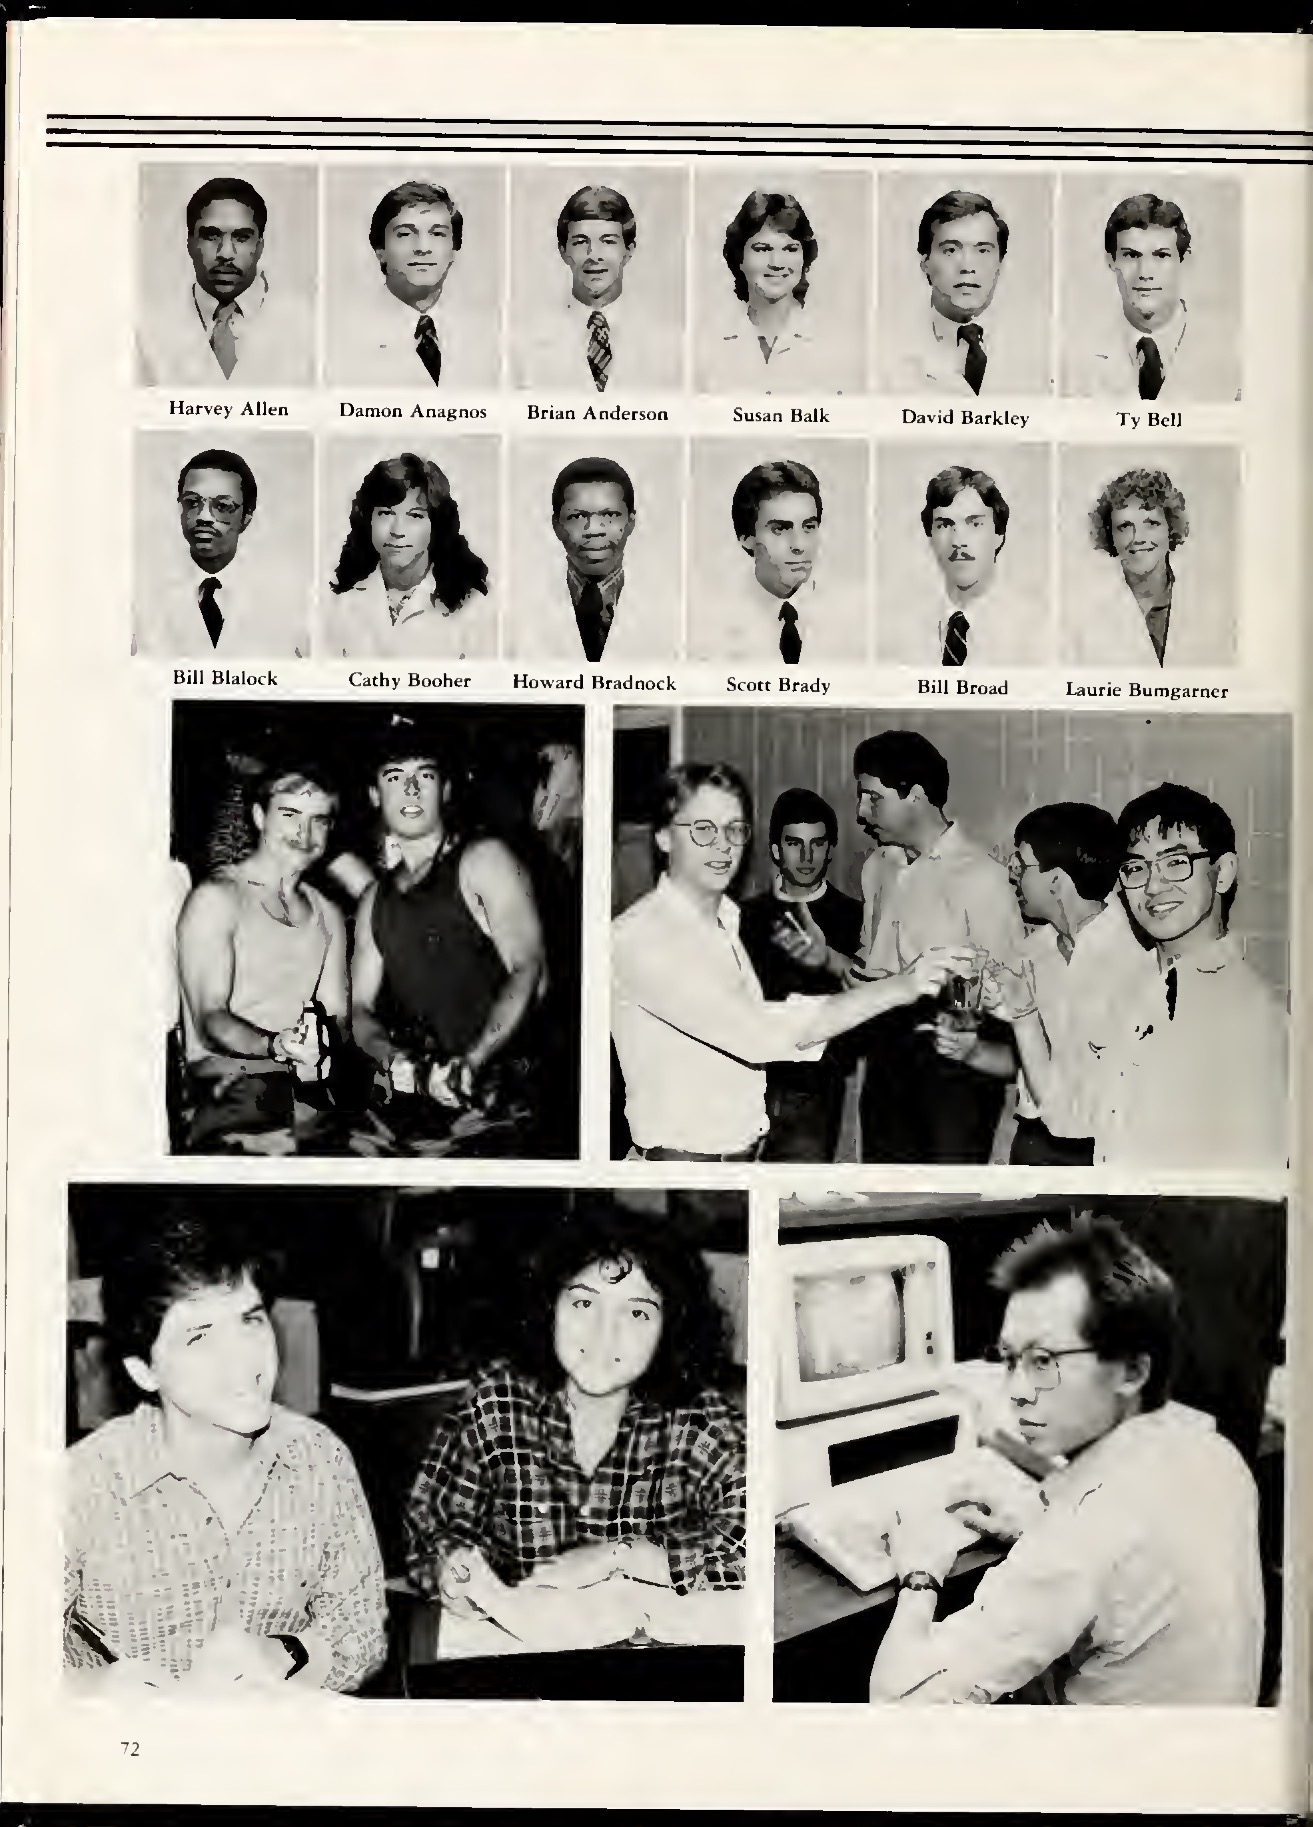 Harvey Allen Damon Anagnos Brian Anderson Susan Balk David Barkley Ty Bell
Bill Blalock Cathy Booher Howard Bradnock Scott Brady Bill Broad Laurie Bumgarner
72